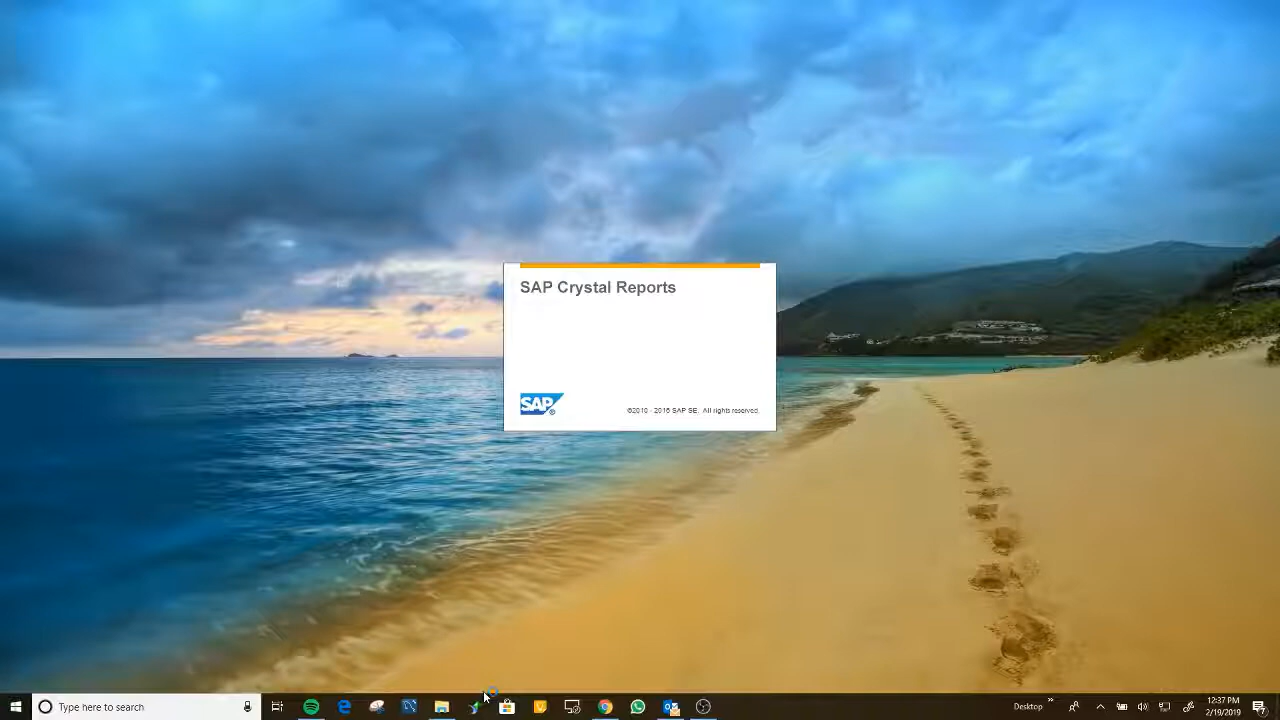 SAP Crystal Reports
SAP®
©2010 - 2016 SAP SE. All rights reserved.
Type here to search
Desktop
12:37 PM
2/19/2019